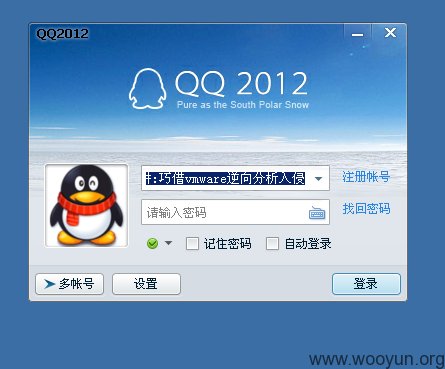 QQ2012
QQ 2012
Pure as the South Polar Snow
:巧借vmware逆向分析入侵
注册帐号
请输入密码
找回密码
记住密码 自动登录
多帐号 设置 登录
www.wooyun.org